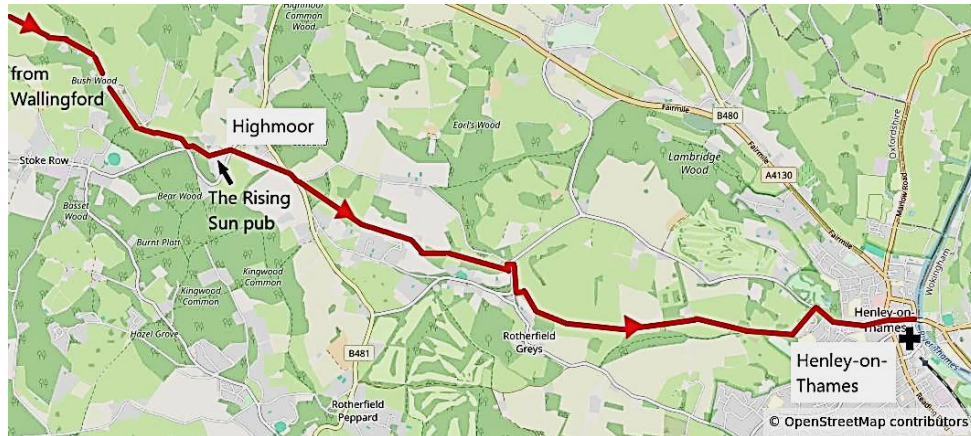 Highmoor
Common
Wood
from
Wallingford
Bush Wood
Highmoor
Earl's Wood
B480
Fairmile
Fairmile
Oxfordshire
Stoke Row
Lambridge
Wood
A4130
Marlow Road
Bear Wood
The Rising
Sun pub
Basset
Wood
Burnt Platt
Fairmile
Wokingham
Kingwood
Common
Kingwood
Common
Hazel Grove
Henley-on-
Thames
River Thames
Rotherfield
Greys
B481
Henley-on-
Thames
Rotherfield
Peppard
Reading Road
© OpenStreetMap contributors